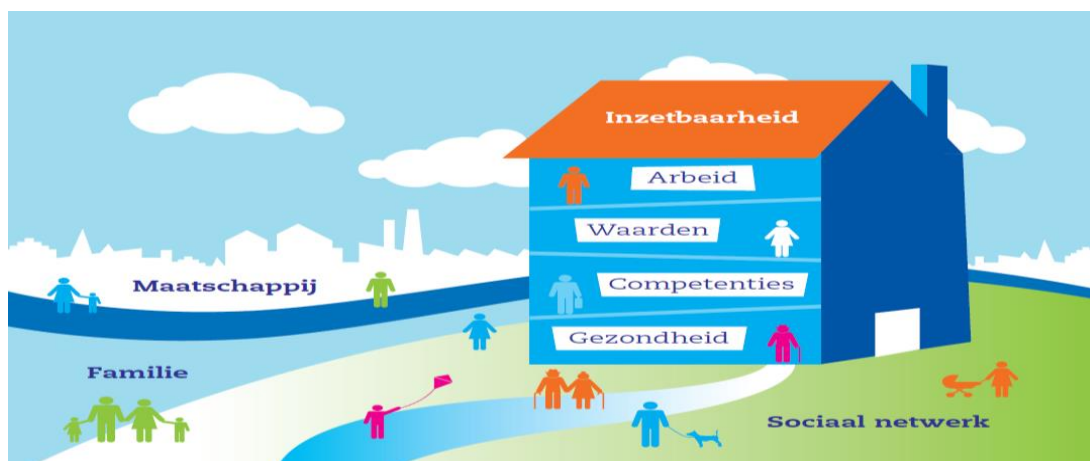 Inzetbaarheid
Arbeid
Waarden
Competenties
Gezondheid
Maatschappij
Familie
Sociaal netwerk